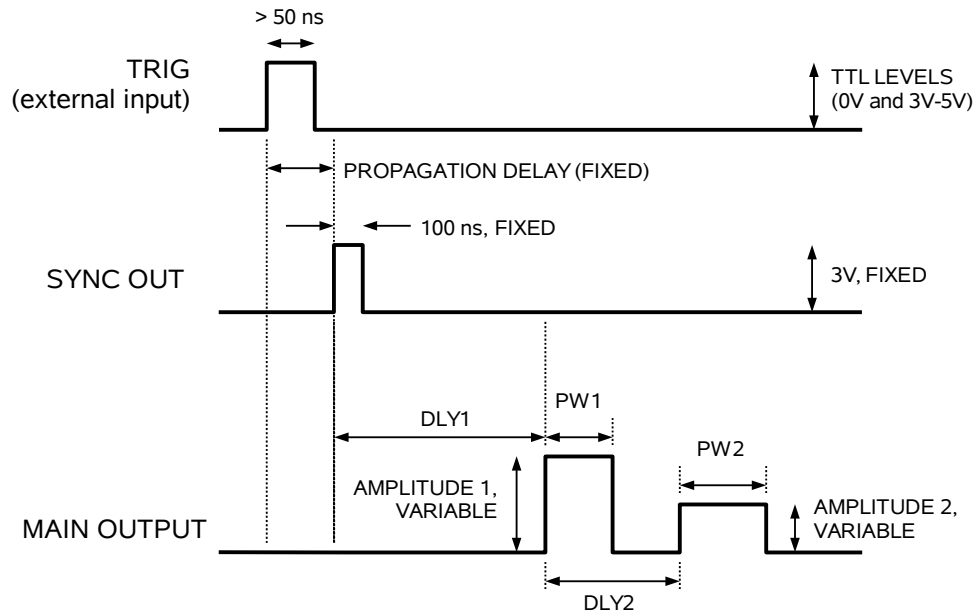 > 50 ns
TRIG
(external input)
TTL LEVELS
(0V and 3V-5V)
PROPAGATION DELAY (FIXED)
100 ns, FIXED
SYNC OUT
3V, FIXED
DLY1
PW1
PW2
AMPLITUDE 1,
VARIABLE
AMPLITUDE 2,
VARIABLE
MAIN OUTPUT
DLY2